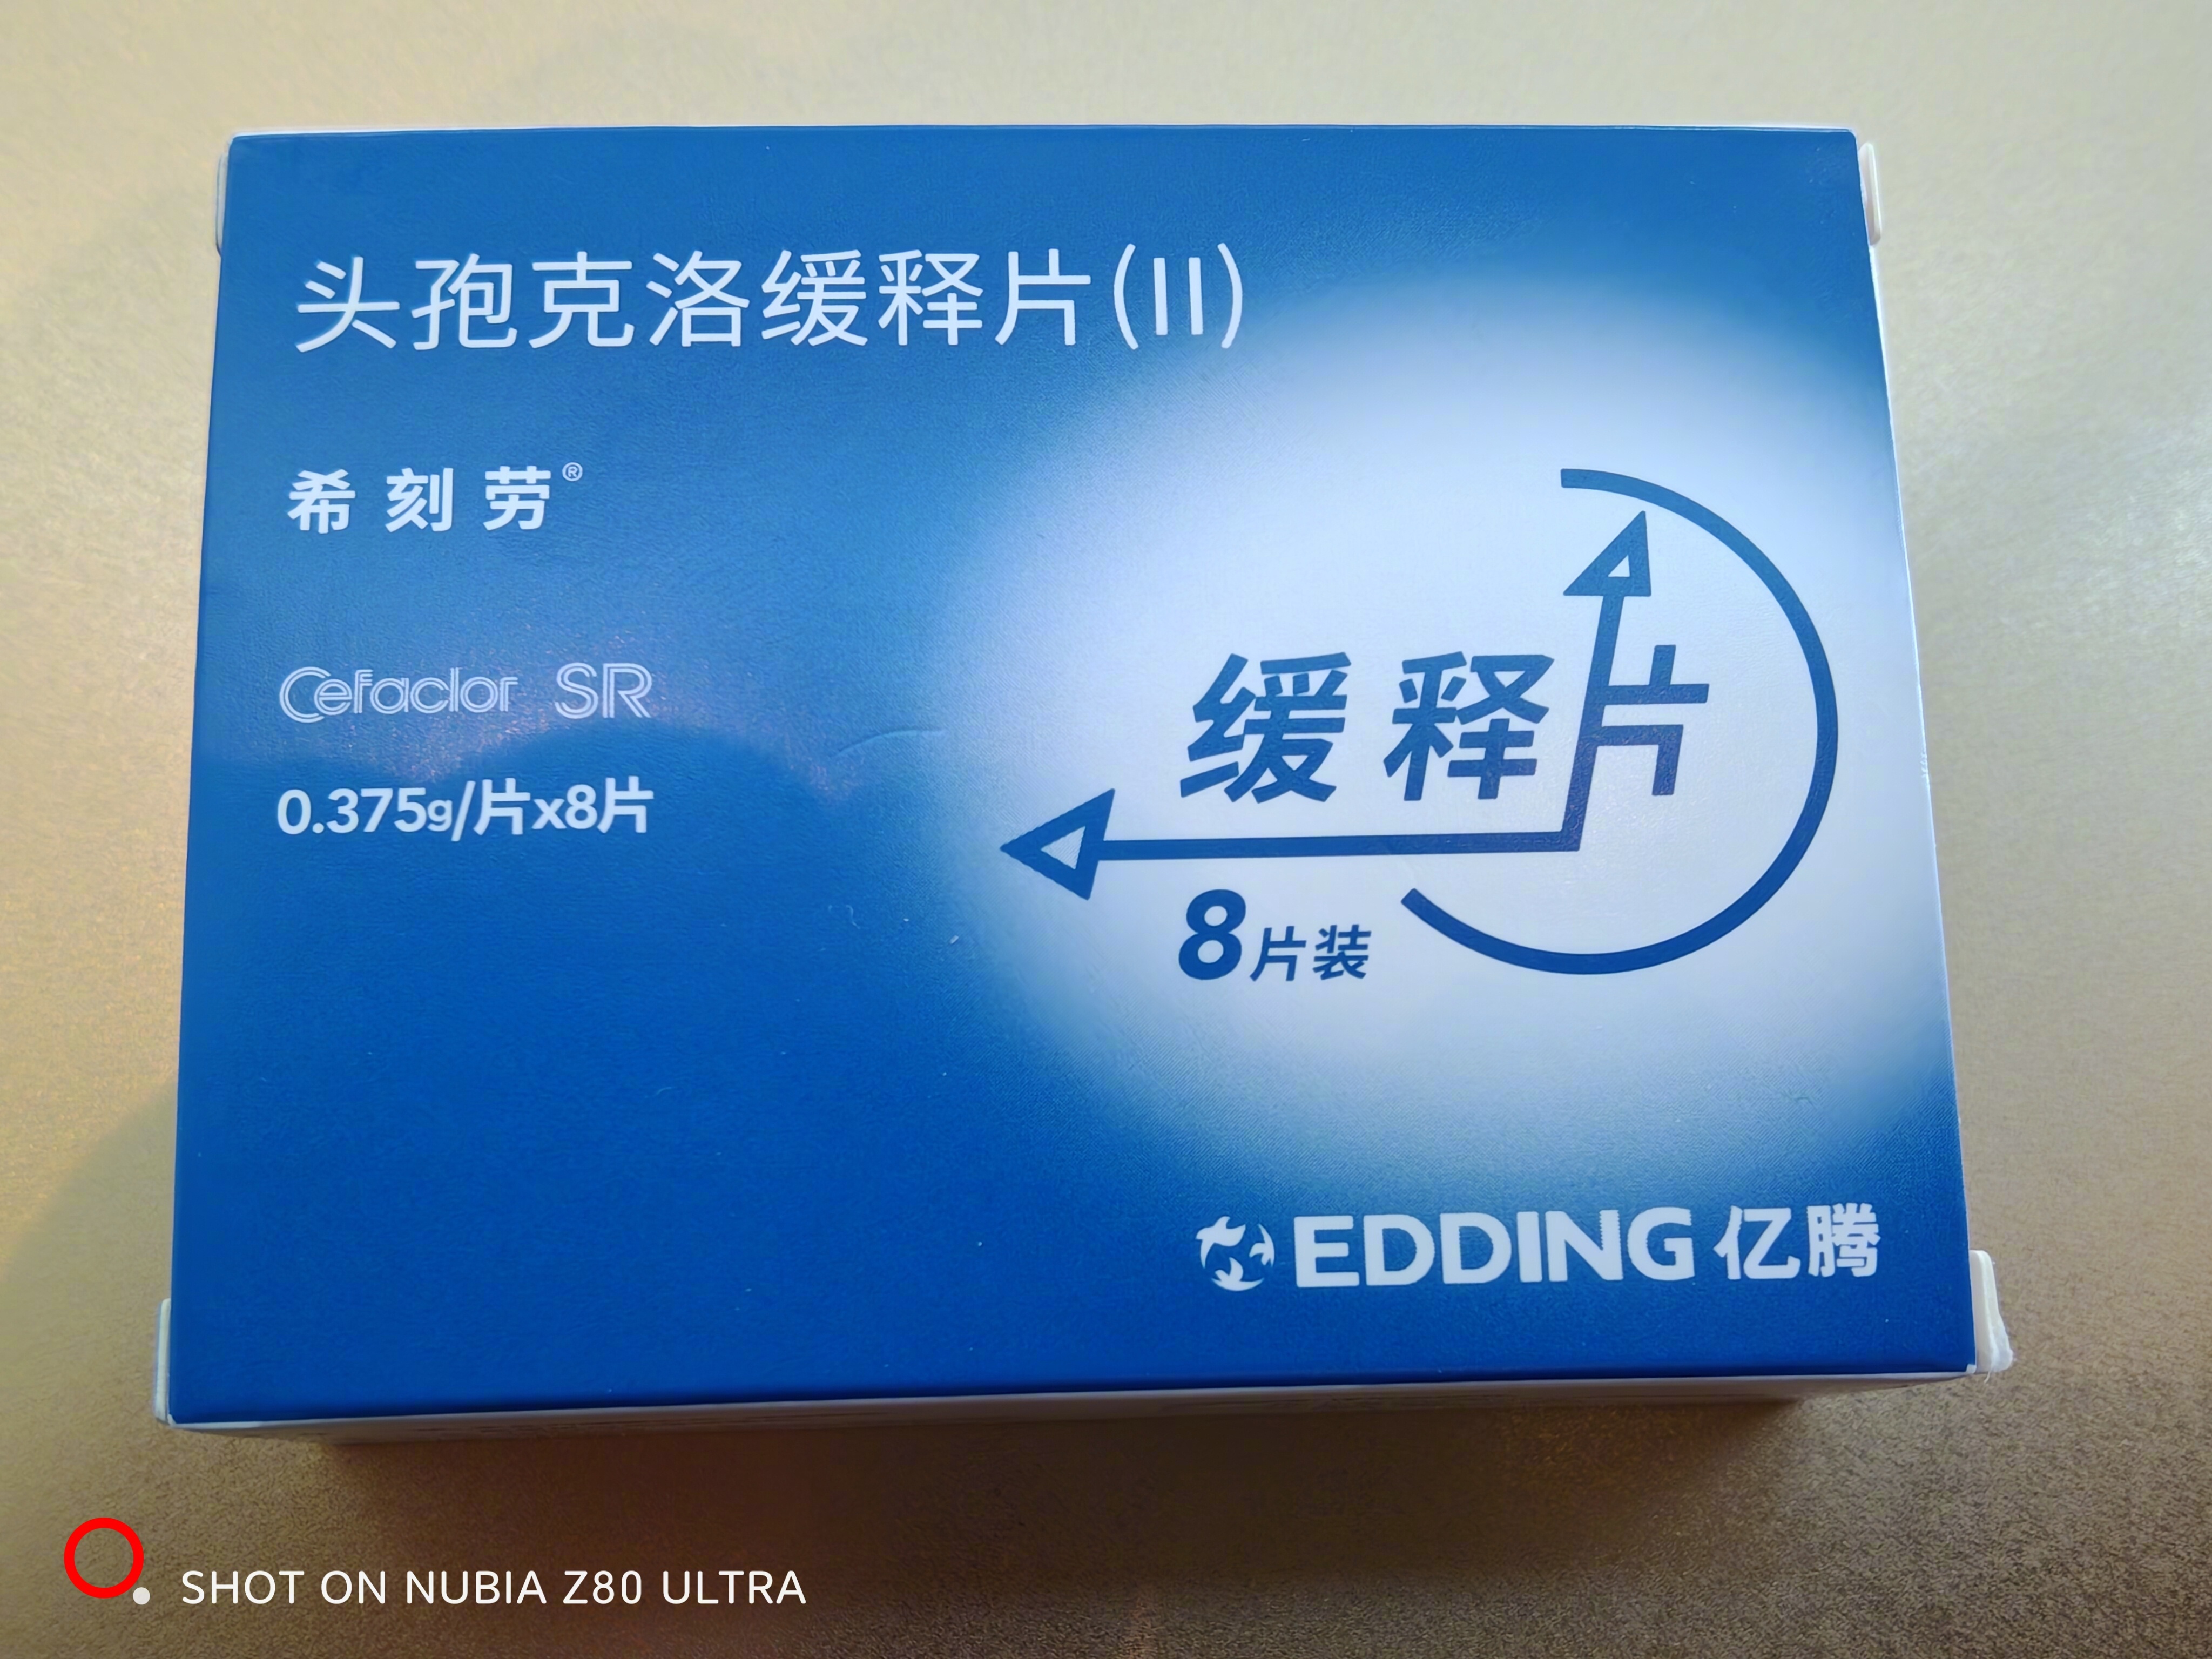 头孢克洛缓释片(II)
希刻劳®
Cefaclor SR
0.375g/片x8片
缓释片
8片装
EDDING 亿腾
SHOT ON NUBIA Z80 ULTRA